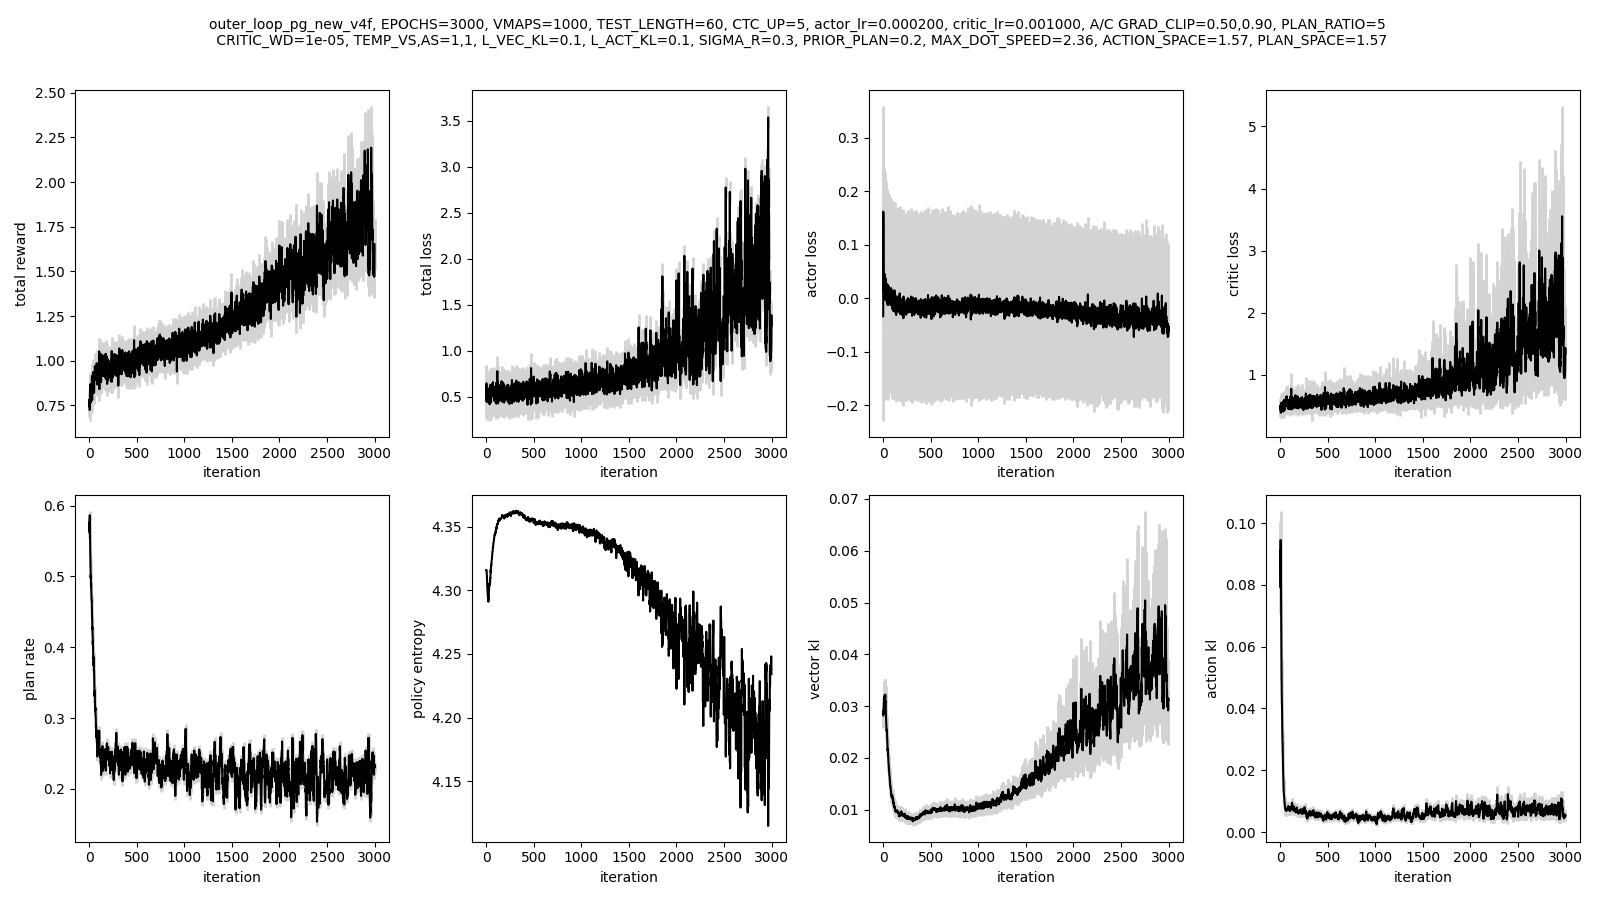 outer_loop_pg_new_v4f, EPOCHS=3000, VMAPS=1000, TEST_LENGTH=60, CTC_UP=5, actor_lr=0.000200, critic_lr=0.001000, A/C GRAD_CLIP=0.50,0.90, PLAN_RATIO=5
CRITIC_WD=1e-05, TEMP_VS,AS=1,1, L_VEC_KL=0.1, L_ACT_KL=0.1, SIGMA_R=0.3, PRIOR_PLAN=0.2, MAX_DOT_SPEED=2.36, ACTION_SPACE=1.57, PLAN_SPACE=1.57
total reward
2.50
2.25
2.00
1.75
1.50
1.25
1.00
0.75
0 500 1000 1500 2000 2500 3000
iteration
total loss
3.5
3.0
2.5
2.0
1.5
1.0
0.5
0 500 1000 1500 2000 2500 3000
iteration
actor loss
0.3
0.2
0.1
0.0
−0.1
−0.2
0 500 1000 1500 2000 2500 3000
iteration
critic loss
5
4
3
2
1
0 500 1000 1500 2000 2500 3000
iteration
plan rate
0.6
0.5
0.4
0.3
0.2
0 500 1000 1500 2000 2500 3000
iteration
policy entropy
4.35
4.30
4.25
4.20
4.15
0 500 1000 1500 2000 2500 3000
iteration
vector kl
0.07
0.06
0.05
0.04
0.03
0.02
0.01
0 500 1000 1500 2000 2500 3000
iteration
action kl
0.10
0.08
0.06
0.04
0.02
0.00
0 500 1000 1500 2000 2500 3000
iteration